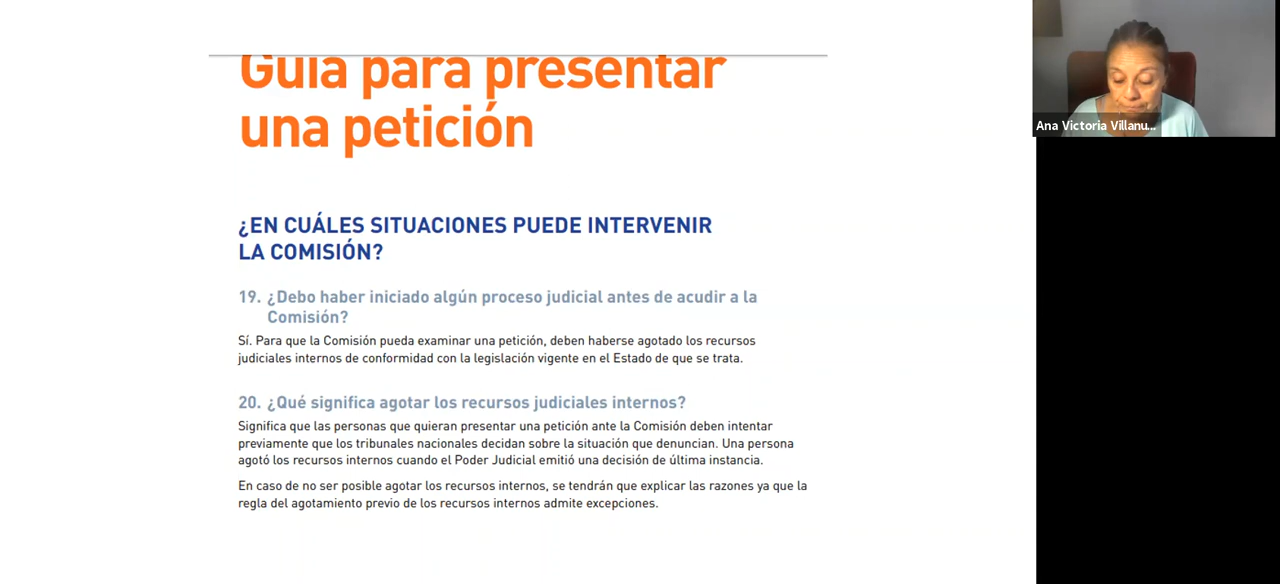 Guía para presentar
una petición
¿EN CUÁLES SITUACIONES PUEDE INTERVENIR
LA COMISIÓN?
19. ¿Debo haber iniciado algún proceso judicial antes de acudir a la
Comisión?
Sí. Para que la Comisión pueda examinar una petición, deben haberse agotado los recursos
judiciales internos de conformidad con la legislación vigente en el Estado de que se trata.
20. ¿Qué significa agotar los recursos judiciales internos?
Significa que las personas que quieran presentar una petición ante la Comisión deben intentar
previamente que los tribunales nacionales decidan sobre la situación que denuncian. Una persona
agotó los recursos internos cuando el Poder Judicial emitió una decisión de última instancia.
En caso de no ser posible agotar los recursos internos, se tendrán que explicar las razones ya que la
regla del agotamiento previo de los recursos internos admite excepciones.
Ana Victoria Villanu...